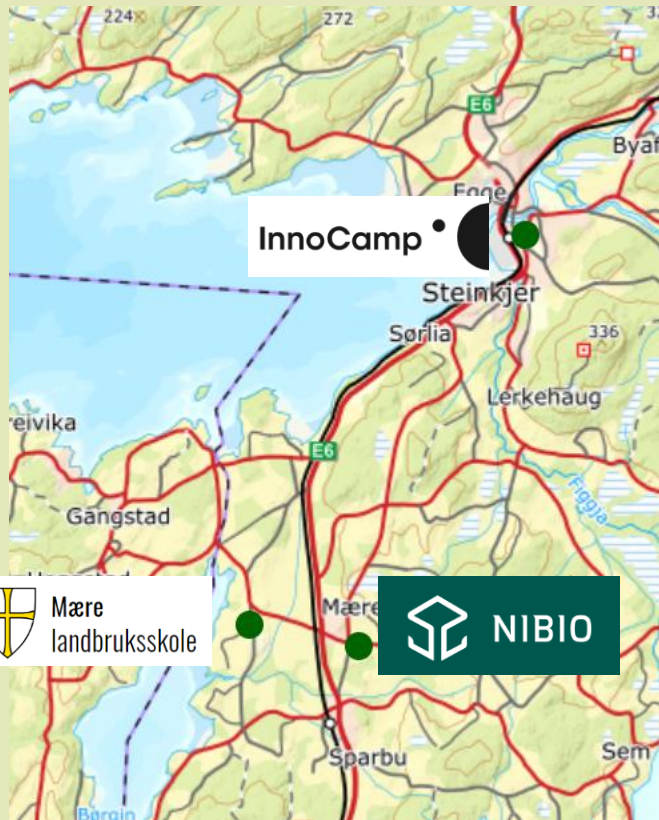 224
272
E6
Byaf
Egge
InnoCamp
Steinkjer
Sørlia
336
Lerkehaug
reivika
E6
Figgja
Gangstad
Mære
landbruksskole
Mære
NIBIO
Sparbu
Sem
Børgin